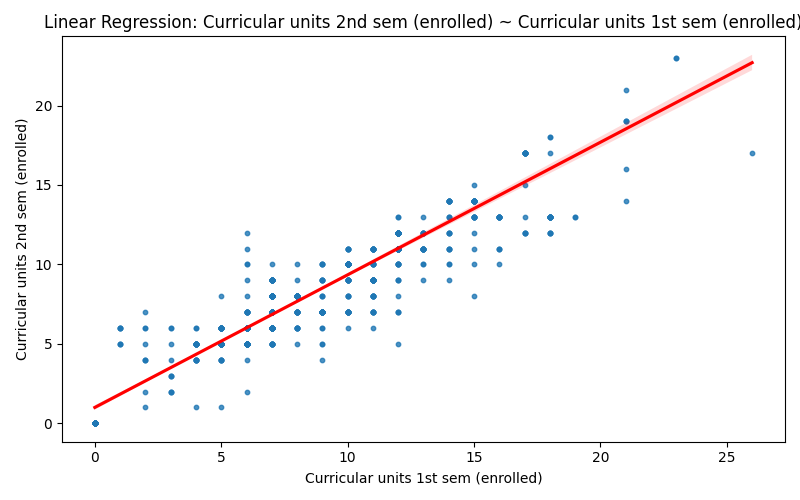 Linear Regression: Curricular units 2nd sem (enrolled) ~ Curricular units 1st sem (enrolled)
Curricular units 2nd sem (enrolled)
20
15
10
5
0
0 5 10 15 20 25
Curricular units 1st sem (enrolled)